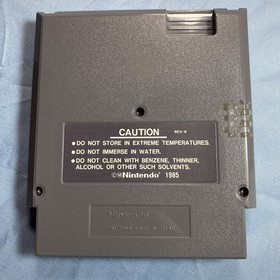 CAUTION
REV-A
•DO NOT STORE IN EXTREME TEMPERATURES.
•DO NOT IMMERSE IN WATER.
•DO NOT CLEAN WITH BENZENE, THINNER,
ALCOHOL OR OTHER SUCH SOLVENTS.
©™Nintendo® 1985
Nintendo